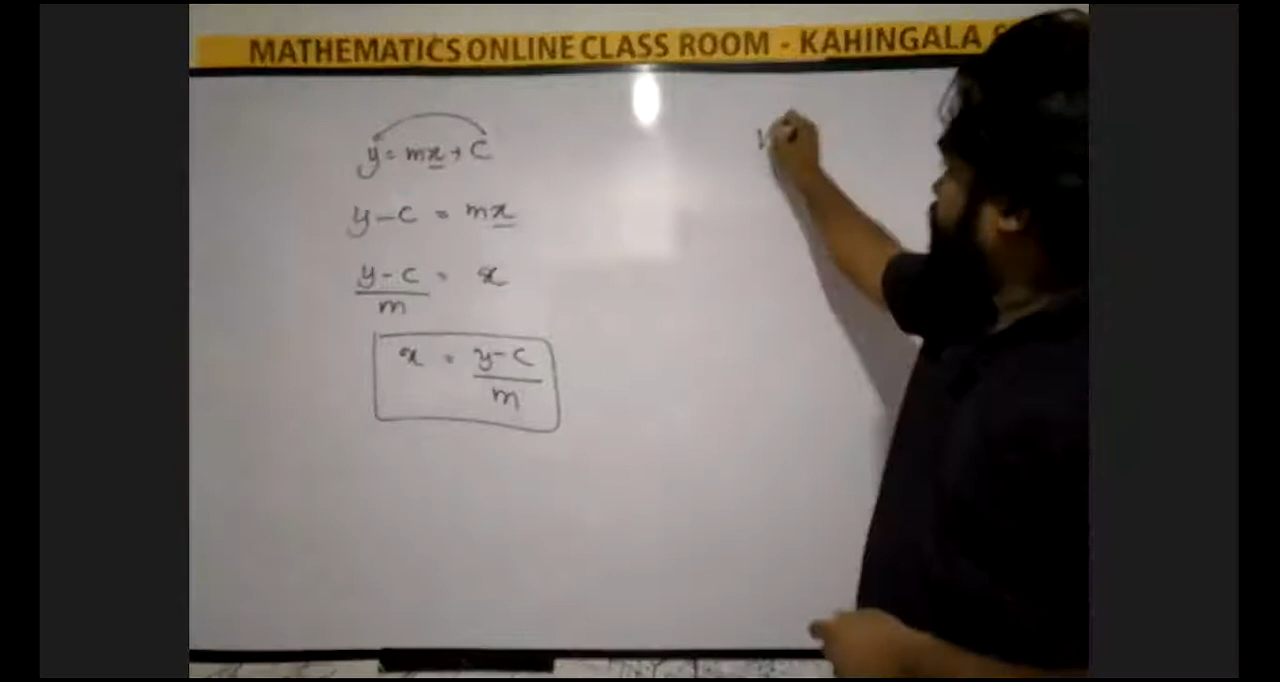 MATHEMATICS ONLINE CLASS ROOM - KAHINGALA
y = mx + c
y - c = mx
y - c / m = x
x = y - c / m